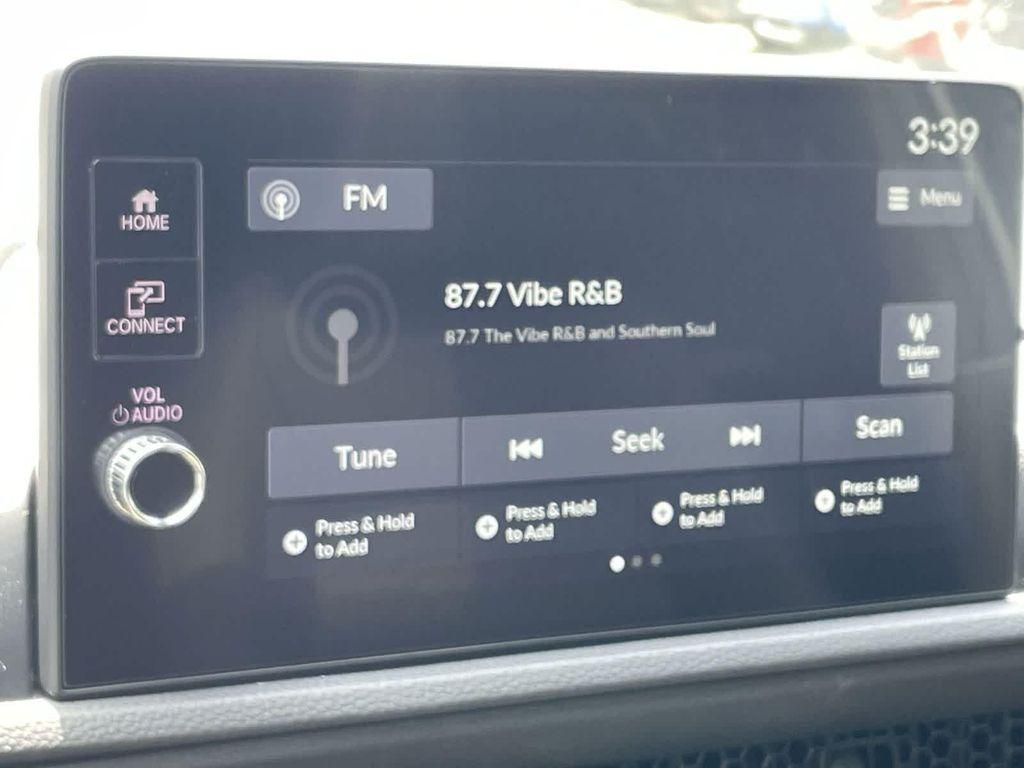 3:39
HOME
FM
Menu
CONNECT
87.7 Vibe R&B
87.7 The Vibe R&B and Southern Soul
Station
List
VOL
AUDIO
Tune
Seek
Scan
Press & Hold
to Add
Press & Hold
to Add
Press & Hold
to Add
Press & Hold
to Add